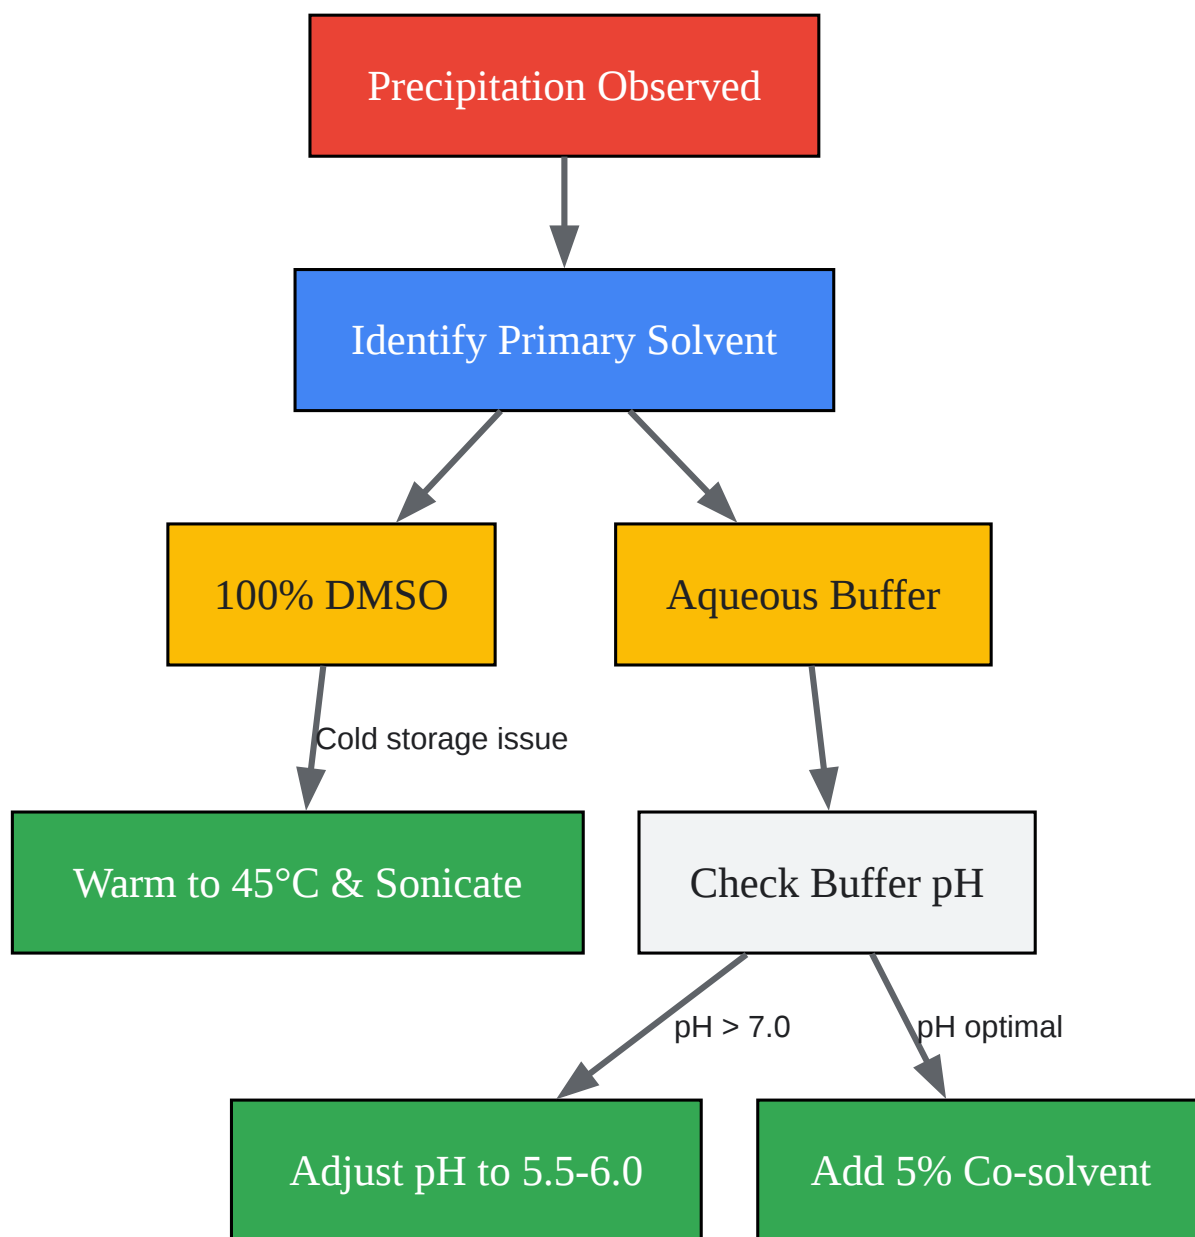 Precipitation Observed
Identify Primary Solvent
100% DMSO
Aqueous Buffer
Cold storage issue
Warm to 45°C & Sonicate
Check Buffer pH
pH > 7.0
pH optimal
Adjust pH to 5.5-6.0
Add 5% Co-solvent